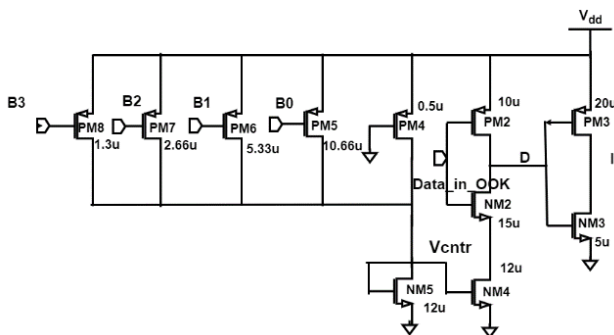 Vdd
B3
B2
B1
B0
0.5u
10u
20u
PM8
PM7
PM6
PM5
PM4
PM2
PM3
1.3u
2.66u
5.33u
10.66u
D
I
Data_in_OOK
NM2
15u
NM3
5u
Vcntr
12u
NM5
NM4
12u